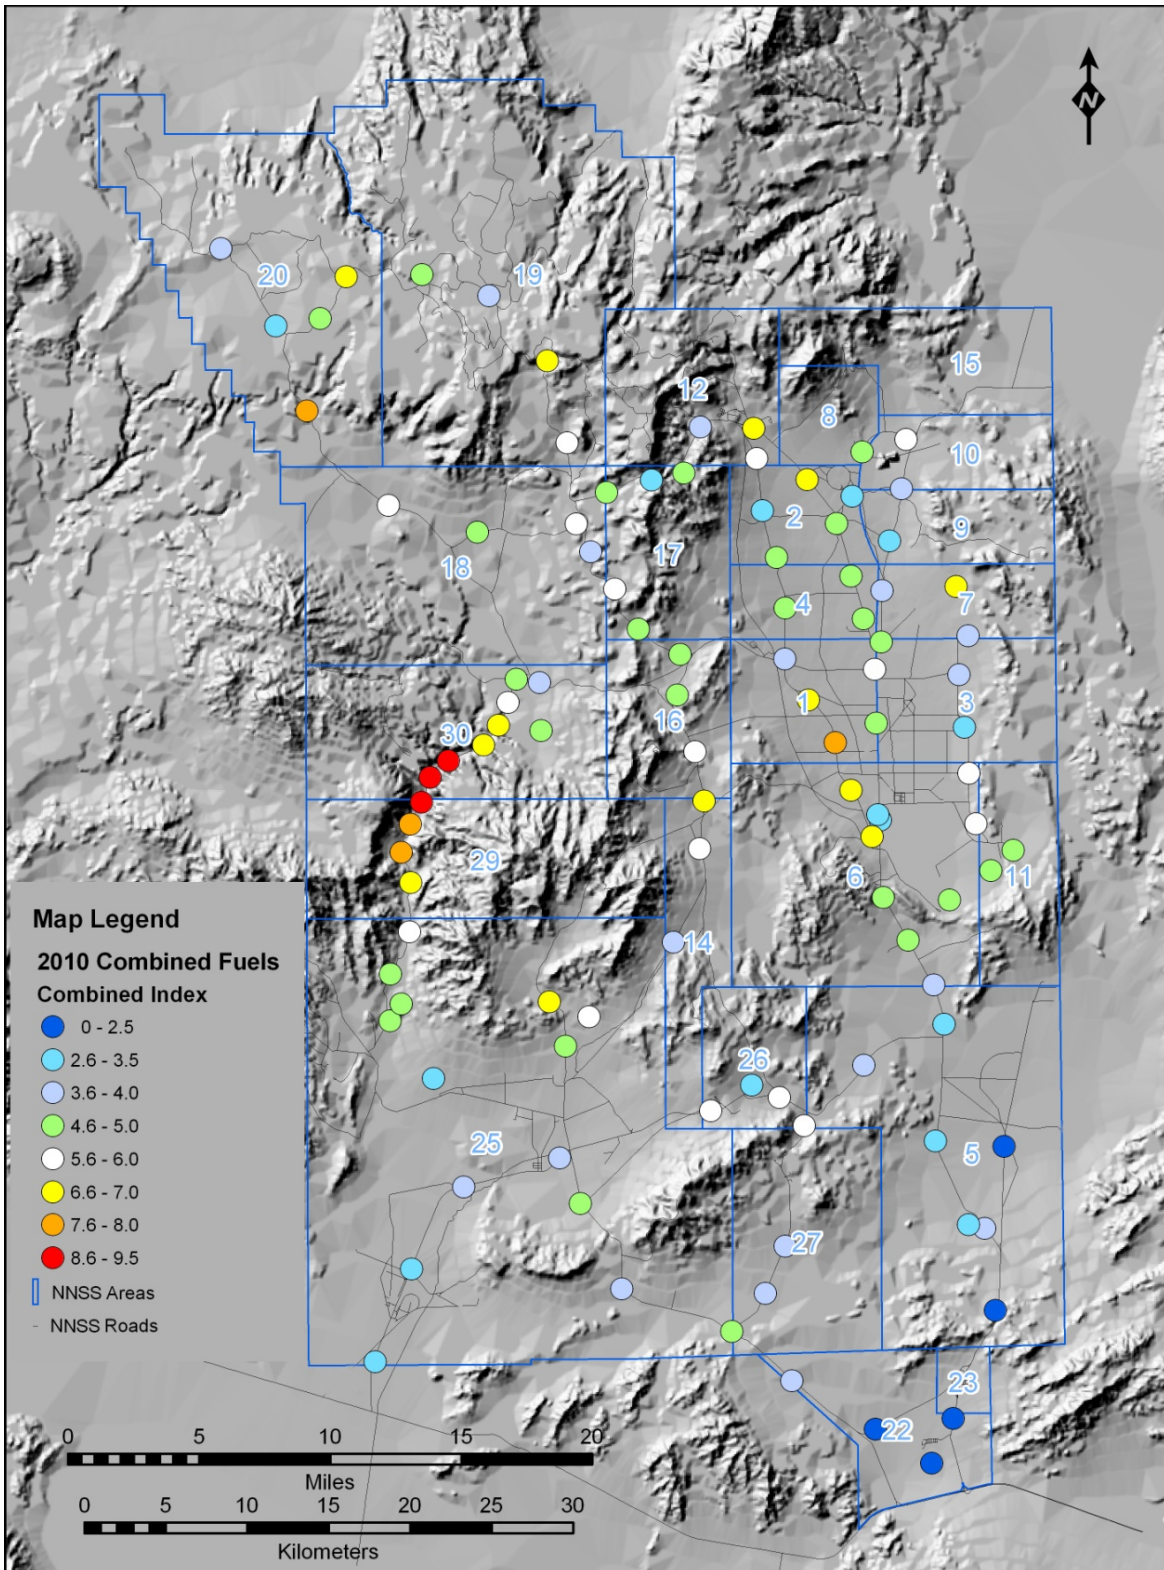 N
20
19
15
12
8
10
2
9
17
18
4
7
1
3
16
30
29
6
11
14
26
25
5
27
23
22
Map Legend
2010 Combined Fuels
Combined Index
0 - 2.5
2.6 - 3.5
3.6 - 4.0
4.6 - 5.0
5.6 - 6.0
6.6 - 7.0
7.6 - 8.0
8.6 - 9.5
NNSS Areas
NNSS Roads
0 5 10 15 20
Miles
0 5 10 15 20 25 30
Kilometers